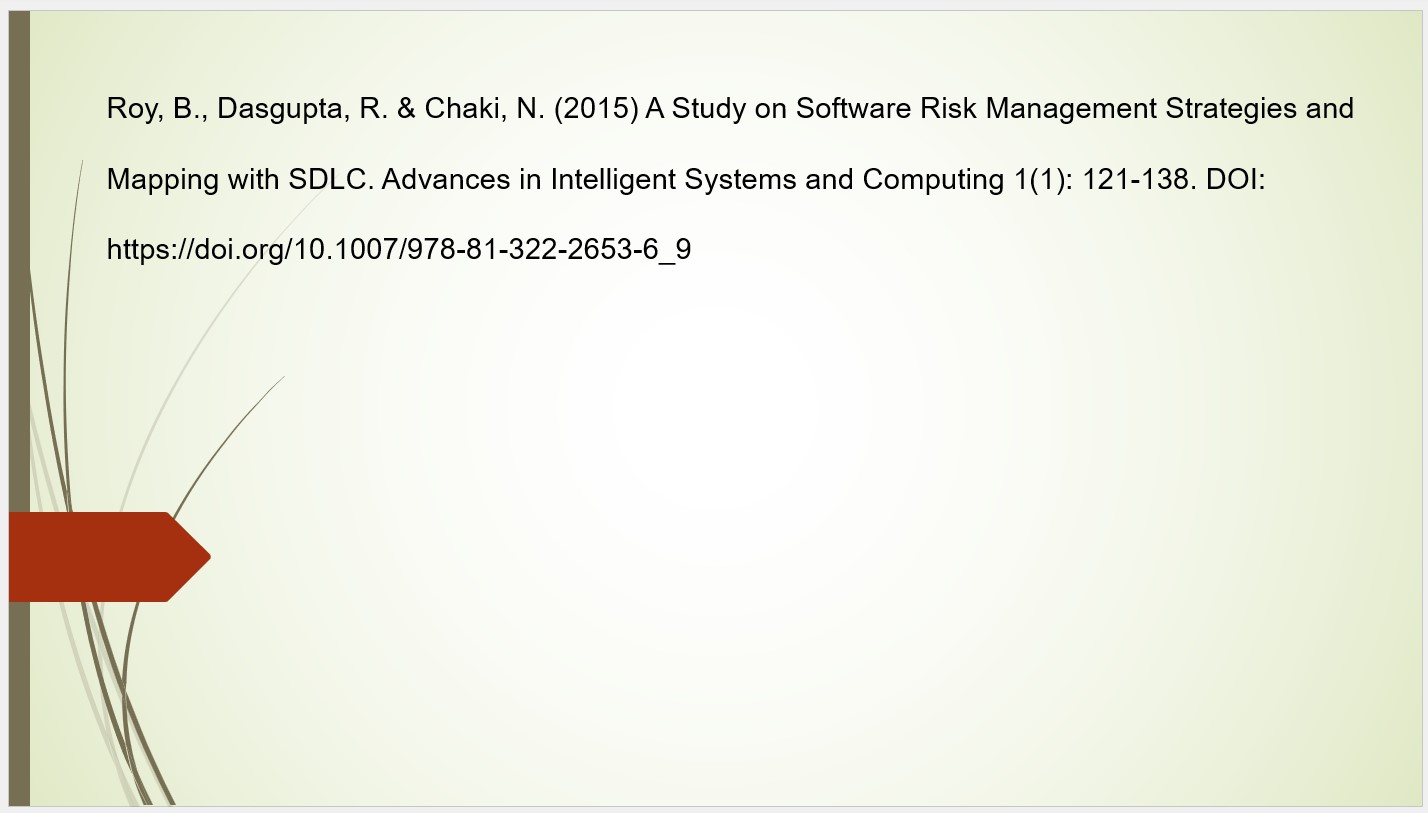 Roy, B., Dasgupta, R. & Chaki, N. (2015) A Study on Software Risk Management Strategies and
Mapping with SDLC. Advances in Intelligent Systems and Computing 1(1): 121-138. DOI:
https://doi.org/10.1007/978-81-322-2653-6_9